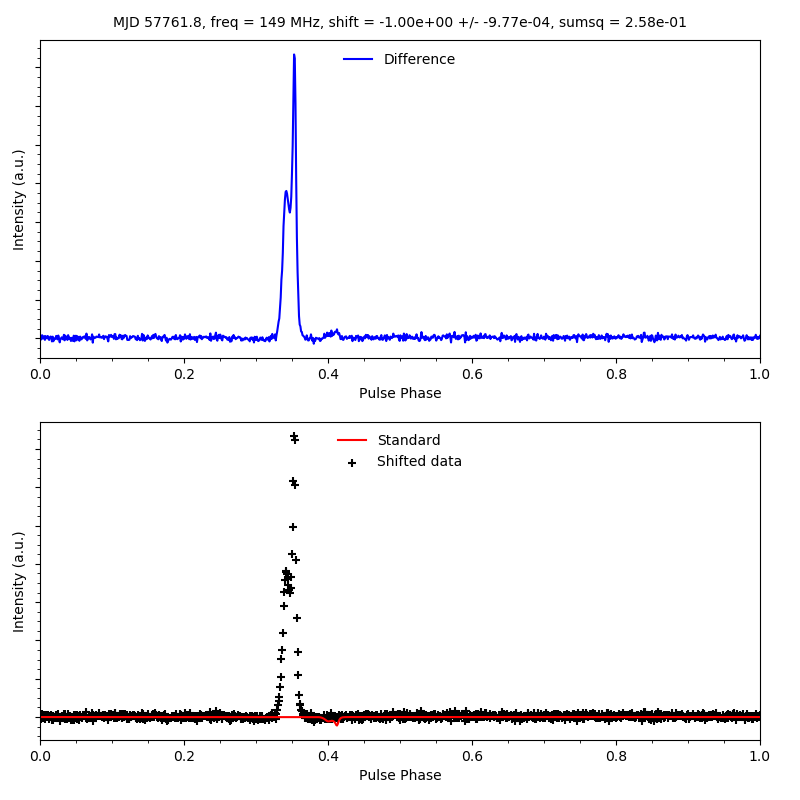 MJD 57761.8, freq = 149 MHz, shift = -1.00e+00 +/- -9.77e-04, sumsq = 2.58e-01
Difference
Intensity (a.u.)
0.0 0.2 0.4 0.6 0.8 1.0
Pulse Phase
Standard
Shifted data
Intensity (a.u.)
0.0 0.2 0.4 0.6 0.8 1.0
Pulse Phase